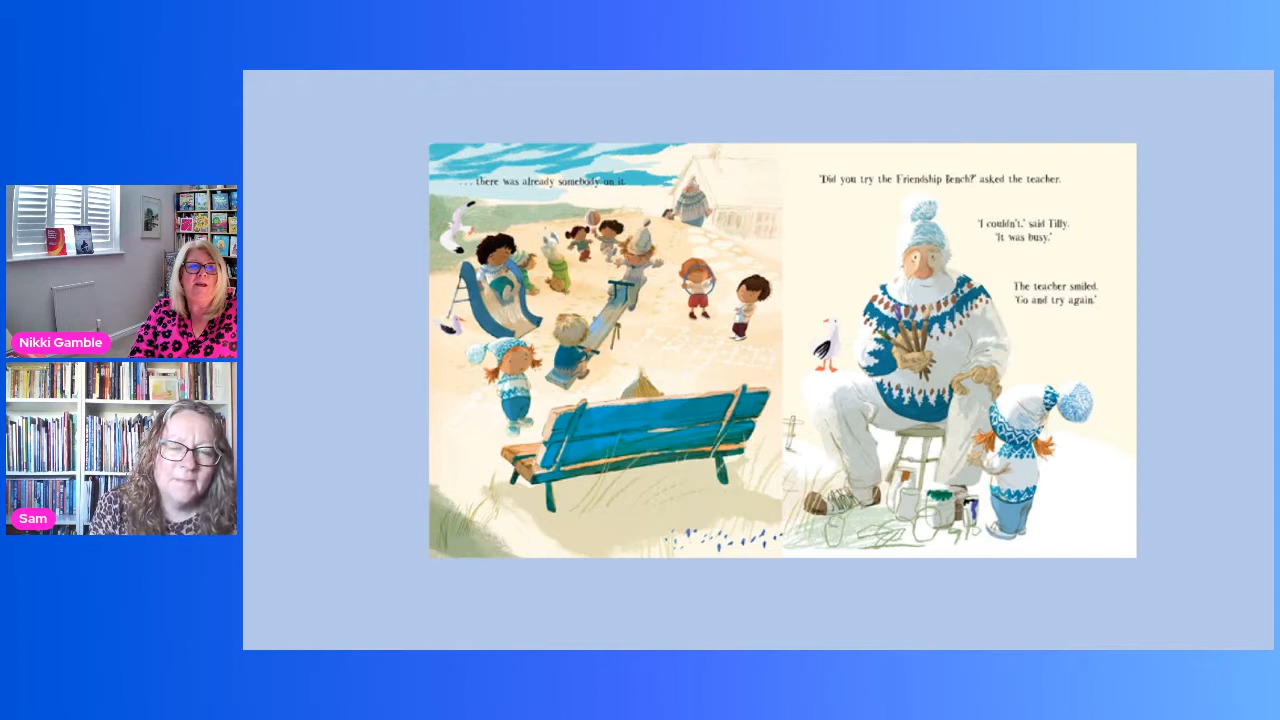 Nikki Gamble
Sam
. . . there was already somebody on it.
'Did you try the Friendship Bench?' asked the teacher.
'I couldn't,' said Tilly.
'It was busy.'
The teacher smiled.
'Go and try again.'